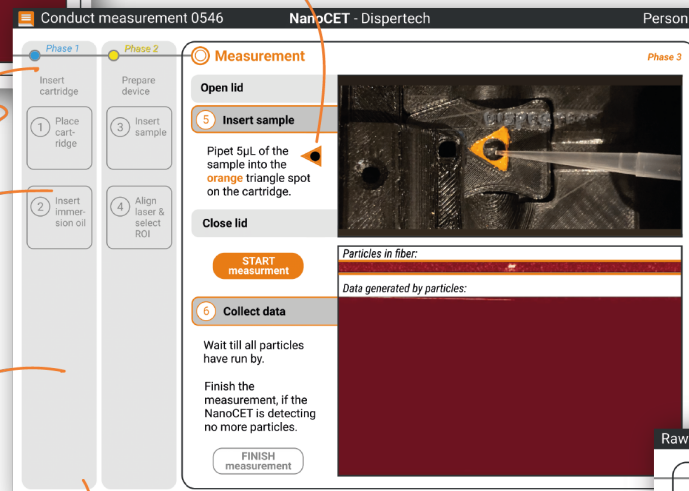 Conduct measurement 0546
NanoCET - Dispertech
Person
Phase 1
Phase 2
Measurement
Phase 3
Insert
cartridge
1
Place
cart-
ridge
2
Insert
immer-
sion oil
Prepare
device
3
Insert
sample
4
Align
laser &
select
ROI
Open lid
5 Insert sample
Pipet 5μL of the
sample into the
orange triangle spot
on the cartridge.
Close lid
START
measurment
6 Collect data
Wait till all particles
have run by.
Finish the
measurement, if the
NanoCET is detecting
no more particles.
FINISH
measurement
Particles in fiber:
Data generated by particles:
Raw